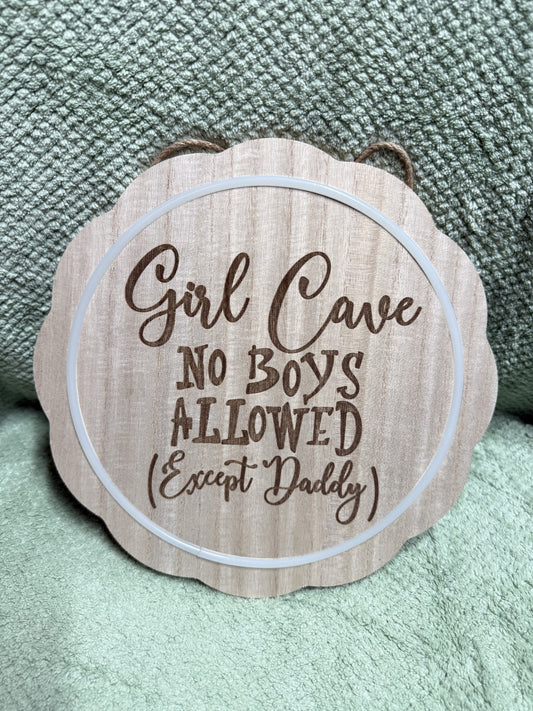 Girl Cave
NO BOYS
ALLOWED
(Except Daddy)